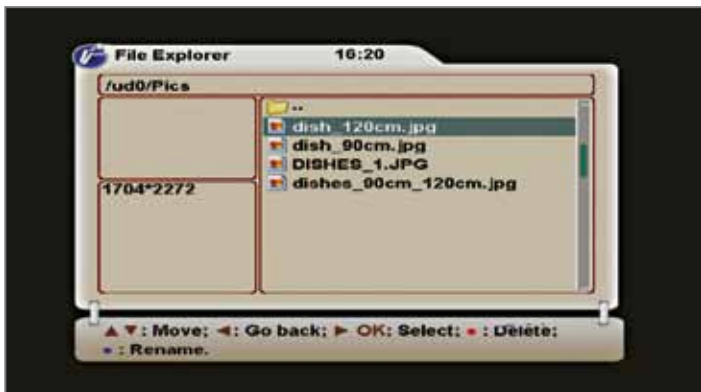 File Explorer 16:20
/ud0/Pics
..
dish_120cm.jpg
dish_90cm.jpg
DISHES_1.JPG
dishes_90cm_120cm.jpg
1704*2272
▲ ▼ : Move; ◄ : Go back; ► OK: Select; ● : Delete;
● : Rename.